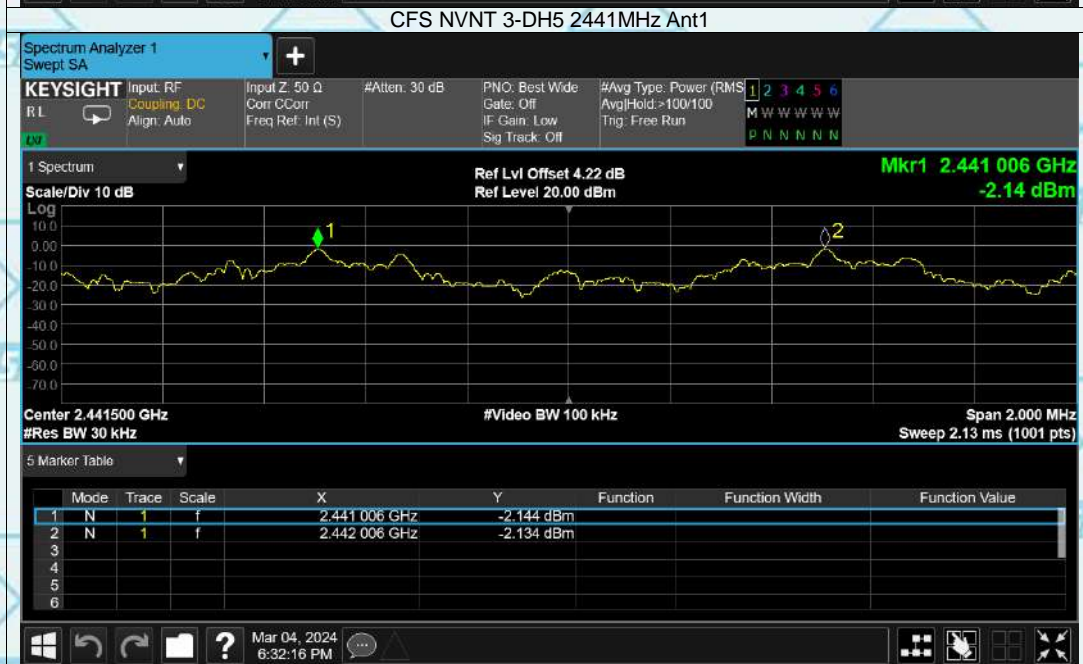 CFS NVNT 3-DH5 2441MHz Ant1
Spectrum Analyzer 1
Swept SA
+
KEYSIGHT
R L
LXI
Input: RF
Coupling: DC
Align: Auto
Input Z: 50 Ω
Corr CCorr
Freq Ref: Int (S)
#Atten: 30 dB
PNO: Best Wide
Gate: Off
IF Gain: Low
Sig Track: Off
#Avg Type: Power (RMS
Avg|Hold:>100/100
Trig: Free Run
1 2 3 4 5 6
M W W W W W
P N N N N N
1 Spectrum
Scale/Div 10 dB
Ref Lvl Offset 4.22 dB
Ref Level 20.00 dBm
Mkr1 2.441 006 GHz
-2.14 dBm
Log
10.0
0.00
-10.0
-20.0
-30.0
-40.0
-50.0
-60.0
-70.0
1
2
Center 2.441500 GHz
#Video BW 100 kHz
Span 2.000 MHz
#Res BW 30 kHz
Sweep 2.13 ms (1001 pts)
5 Marker Table
Mode Trace Scale X Y Function Function Width Function Value
1 N 1 f 2.441 006 GHz -2.144 dBm
2 N 1 f 2.442 006 GHz -2.134 dBm
3
4
5
6
?
Mar 04, 2024
6:32:16 PM